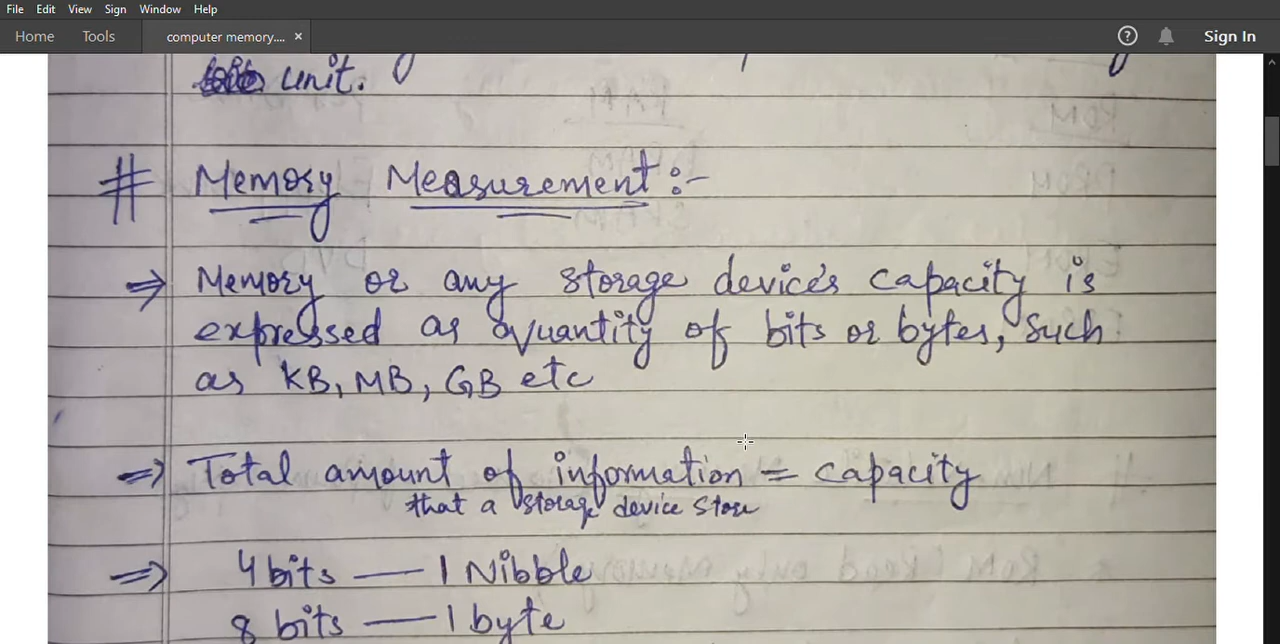 File Edit View Sign Window Help
Home Tools computer memory.... × Sign In
unit.
# Memory Measurement :-
⇒ Memory or any storage device's capacity is
expressed as quantity of bits or bytes, such
as KB, MB, GB etc
⇒ Total amount of information = capacity
that a storage device store
⇒ 4 bits — 1 Nibble
8 bits — 1 byte